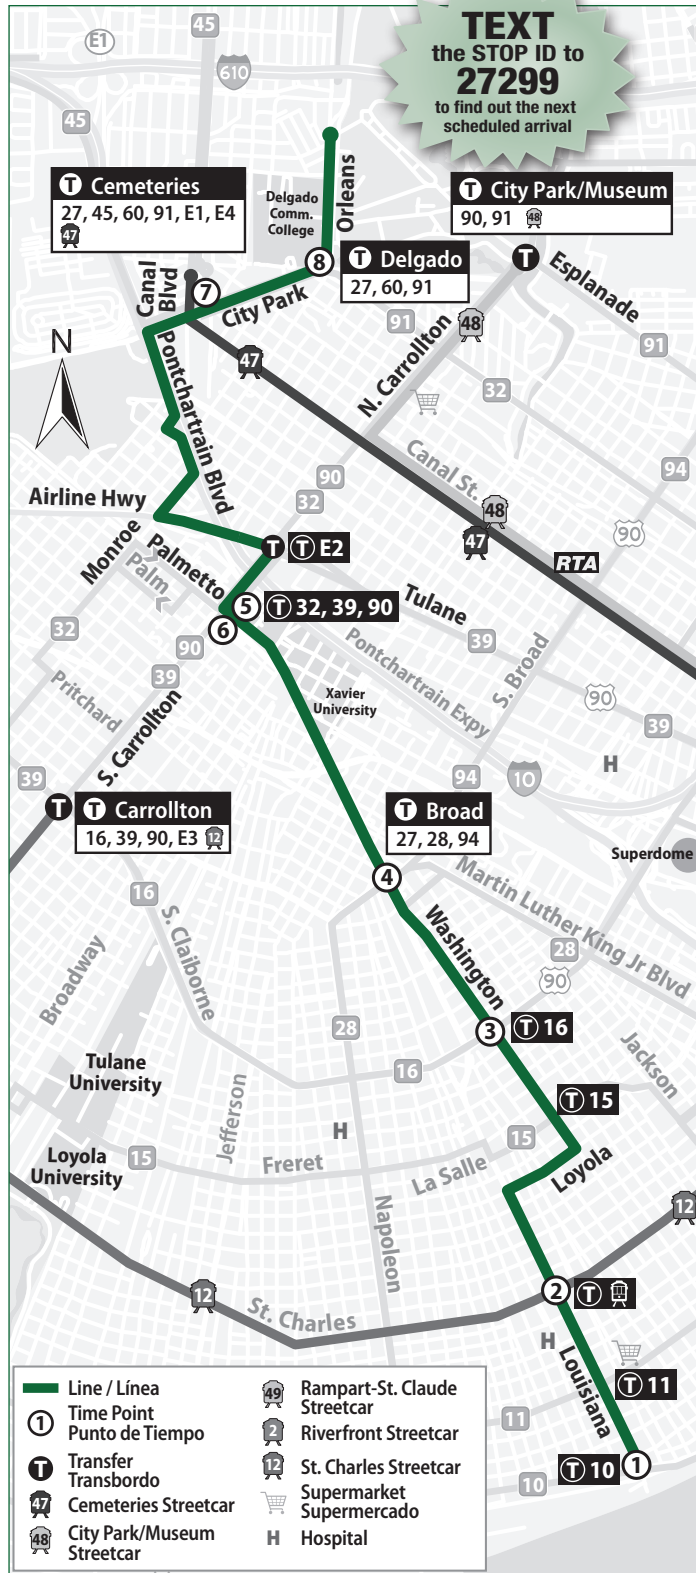 TEXT
the STOP ID to
27299
to find out the next
scheduled arrival
45
E1
610
45
T Cemeteries
27, 45, 60, 91, E1, E4
47
Delgado
Comm.
College
Orleans
T City Park/Museum
90, 91 48
T
Esplanade
8
T Delgado
27, 60, 91
Canal
Blvd
7
City Park
91
48
91
N
47
N. Carrollton
32
Pontchartrain Blvd
Canal St.
94
90
32
48
47
90
Airline Hwy
T T E2
RTA
Monroe
Palmetto
Palm
5
T 32, 39, 90
6
Tulane
39
32
90
39
Pontchartrain Expy
S. Broad
90
39
Pritchard
S. Carrollton
Xavier
University
94
10
H
39
T
T Carrollton
16, 39, 90, E3 12
T Broad
27, 28, 94
Superdome
4
Martin Luther King Jr Blvd
16
S. Claiborne
Washington
28
90
Broadway
28
3
T 16
16
Jackson
Tulane
University
Jefferson
H
T 15
15
Loyola
University
15
Freret
La Salle
Loyola
Napoleon
12
12
St. Charles
2
T
H
Louisiana
T 11
11
10
T 10
1
Line / Línea
1
Time Point
Punto de Tiempo
T
Transfer
Transbordo
47
Cemeteries Streetcar
48
City Park/Museum
Streetcar
49
Rampart-St. Claude
Streetcar
2
Riverfront Streetcar
12
St. Charles Streetcar
Supermarket
Supermercado
H
Hospital